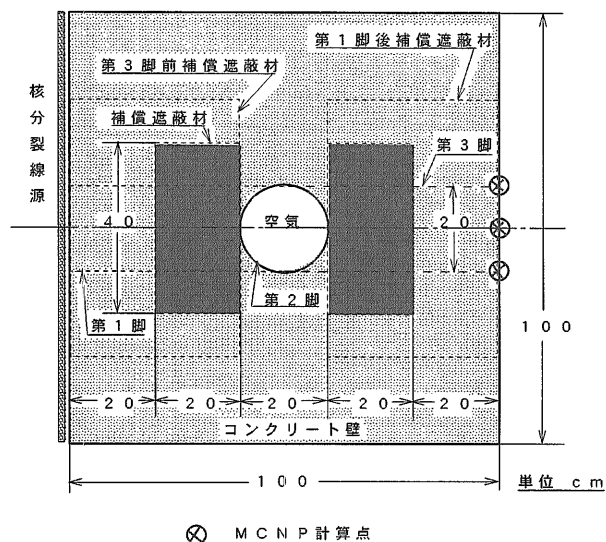 第1脚後補償遮蔽材
第3脚前補償遮蔽材
核分裂線源
補償遮蔽材
第3脚
40
空気
20
第2脚
第1脚
100
20 20 20 20 20
コンクリート壁
100
単位 cm
⊗ MCNP計算点